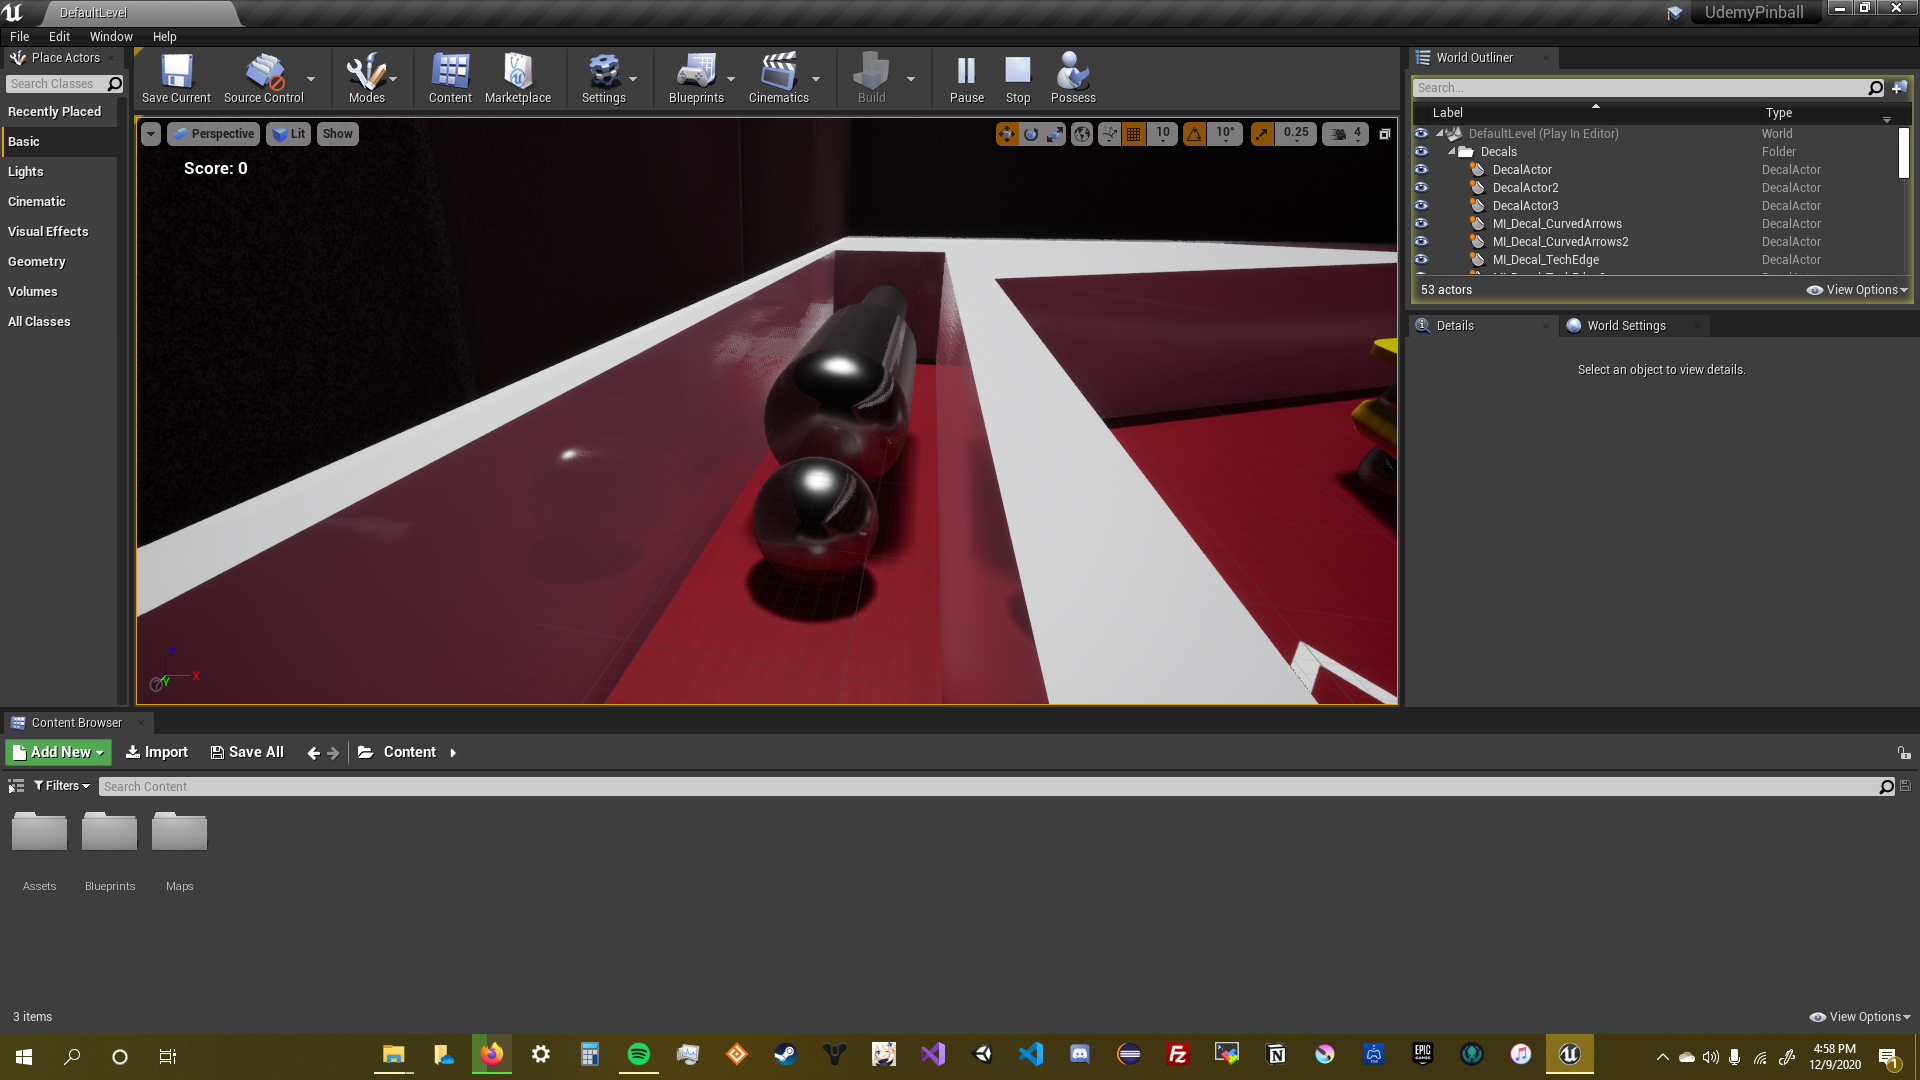 DefaultLevel
UdemyPinball
File Edit Window Help
Place Actors
Search Classes
Recently Placed
Basic
Lights
Cinematic
Visual Effects
Geometry
Volumes
All Classes
Save Current Source Control Modes Content Marketplace Settings Blueprints Cinematics Build Pause Stop Possess
Perspective Lit Show
10 10° 0.25 4
Score: 0
Z
X
Y
World Outliner
Search...
Label Type
DefaultLevel (Play In Editor) World
Decals Folder
DecalActor DecalActor
DecalActor2 DecalActor
DecalActor3 DecalActor
MI_Decal_CurvedArrows DecalActor
MI_Decal_CurvedArrows2 DecalActor
MI_Decal_TechEdge DecalActor
53 actors View Options
Details World Settings
Select an object to view details.
Content Browser
Add New Import Save All Content
Filters Search Content
Assets Blueprints Maps
3 items View Options
4:58 PM
12/9/2020
1